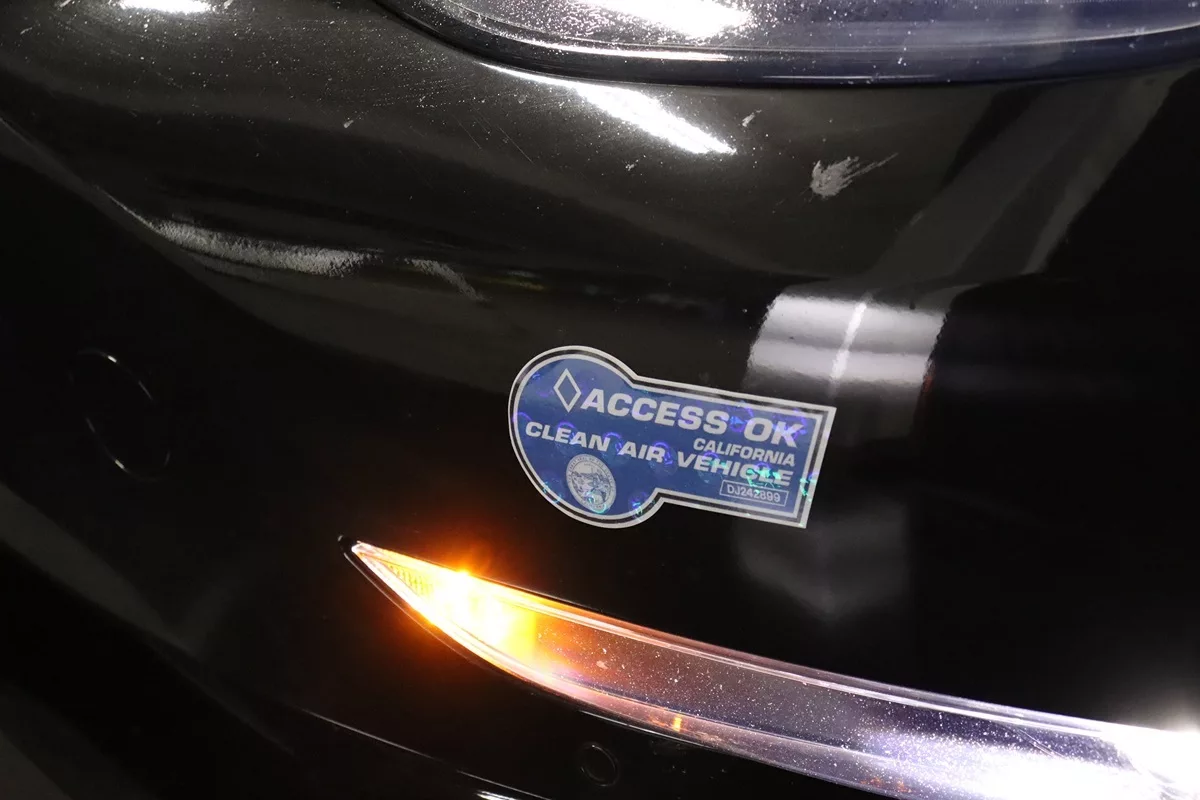 ACCESS OK
CALIFORNIA
CLEAN AIR VEHICLE
DJ242899